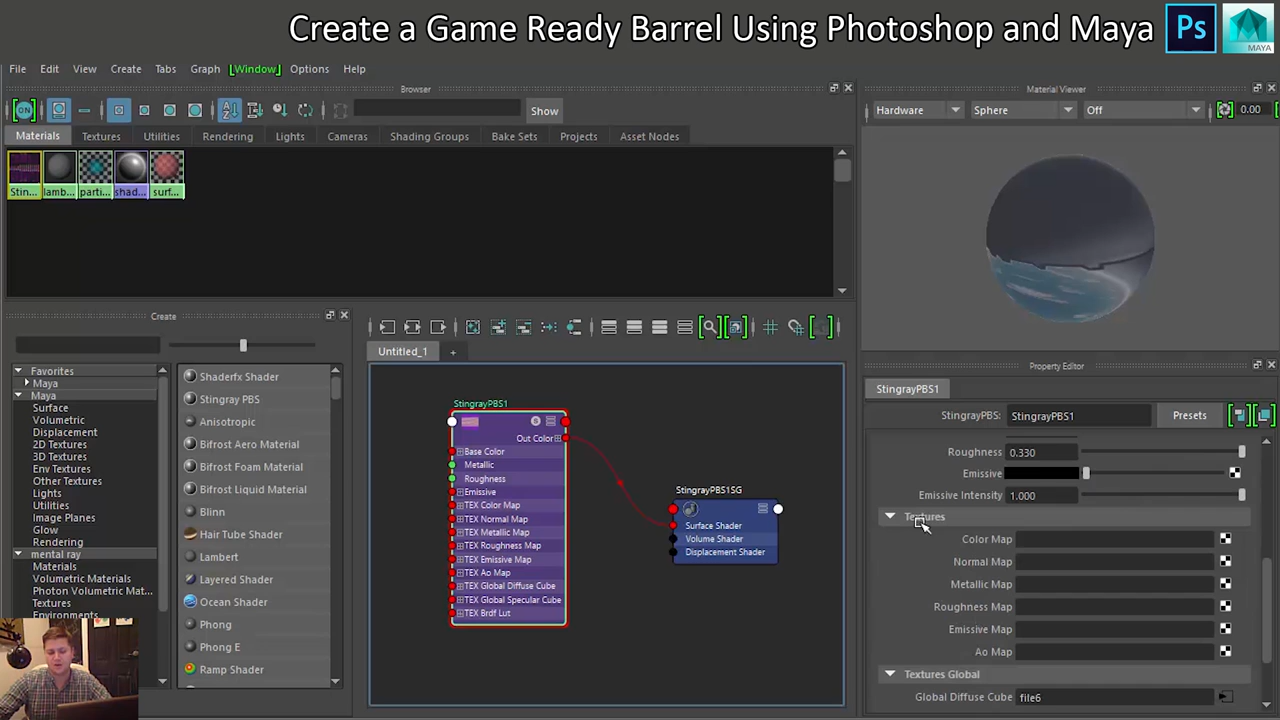 Create a Game Ready Barrel Using Photoshop and Maya
Ps
MAYA
File Edit View Create Tabs Graph [Window] Options Help
Browser
Material Viewer
ON
Show
Hardware
Sphere
Off
0.00
Materials Textures Utilities Rendering Lights Cameras Shading Groups Bake Sets Projects Asset Nodes
Stin... lamb... parti... shad... surf...
Create
Property Editor
Untitled_1 +
StingrayPBS1
StingrayPBS: StingrayPBS1 Presets
Favorites
Maya
Maya
Surface
Volumetric
Displacement
2D Textures
3D Textures
Env Textures
Other Textures
Lights
Textures
Image Planes
Glow
Rendering
mental ray
Materials
Volumetric Materials
Photon Volumetric Mat...
Textures
Environments
Shaderfx Shader
Stingray PBS
Anisotropic
Bifrost Aero Material
Bifrost Foam Material
Bifrost Liquid Material
Blinn
Hair Tube Shader
Lambert
Layered Shader
Ocean Shader
Phong
Phong E
Ramp Shader
StingrayPBS1
Out Color
Base Color
Metallic
Roughness
Emissive
TEX Color Map
TEX Normal Map
TEX Metallic Map
TEX Roughness Map
TEX Emissive Map
TEX Ao Map
TEX Global Diffuse Cube
TEX Global Specular Cube
TEX Brdf Lut
StingrayPBS1SG
Surface Shader
Volume Shader
Displacement Shader
Roughness 0.330
Emissive
Emissive Intensity 1.000
Textures
Color Map
Normal Map
Metallic Map
Roughness Map
Emissive Map
Ao Map
Textures Global
Global Diffuse Cube file6